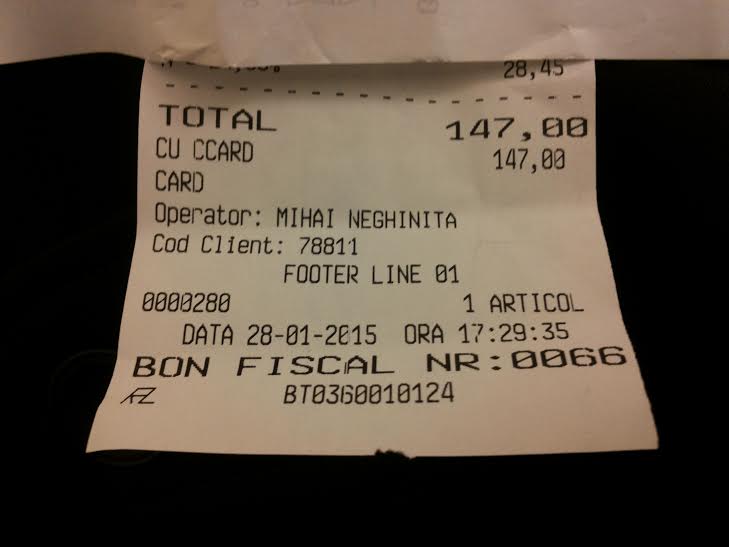 28,45
TOTAL 147,00
CU CCARD 147,00
CARD
Operator: MIHAI NEGHINITA
Cod Client: 78811
FOOTER LINE 01
0000280 1 ARTICOL
DATA 28-01-2015 ORA 17:29:35
BON FISCAL NR:0066
BT0360010124